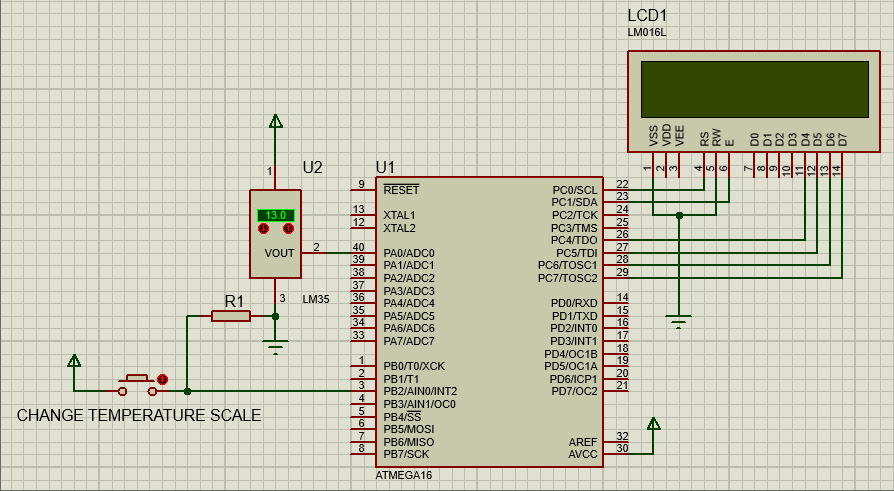 LCD1
LM016L
VSS
VDD
VEE
RS
RW
E
D0
D1
D2
D3
D4
D5
D6
D7
1
2
3
4
5
6
7
8
9
10
11
12
13
14
U2
1
13.0
VOUT
2
3
LM35
R1
CHANGE TEMPERATURE SCALE
U1
9 RESET
13 XTAL1
12 XTAL2
40 PA0/ADC0
39 PA1/ADC1
38 PA2/ADC2
37 PA3/ADC3
36 PA4/ADC4
35 PA5/ADC5
34 PA6/ADC6
33 PA7/ADC7
1 PB0/T0/XCK
2 PB1/T1
3 PB2/AIN0/INT2
4 PB3/AIN1/OC0
5 PB4/SS
6 PB5/MOSI
7 PB6/MISO
8 PB7/SCK
PC0/SCL 22
PC1/SDA 23
PC2/TCK 24
PC3/TMS 25
PC4/TDO 26
PC5/TDI 27
PC6/TOSC1 28
PC7/TOSC2 29
PD0/RXD 14
PD1/TXD 15
PD2/INT0 16
PD3/INT1 17
PD4/OC1B 18
PD5/OC1A 19
PD6/ICP1 20
PD7/OC2 21
AREF 32
AVCC 30
ATMEGA16